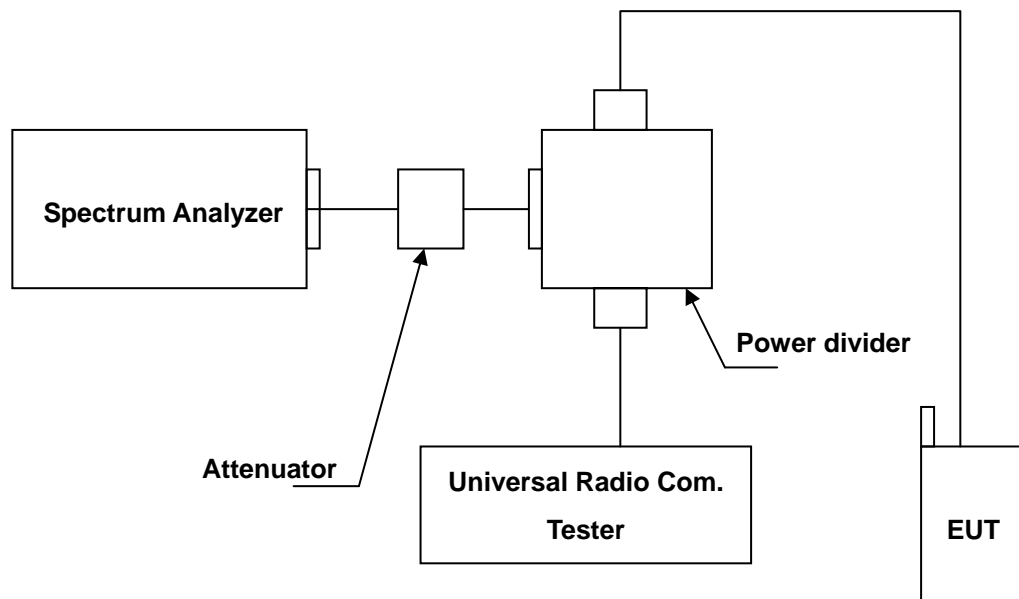 Spectrum Analyzer
Power divider
Attenuator
Universal Radio Com.
Tester
EUT